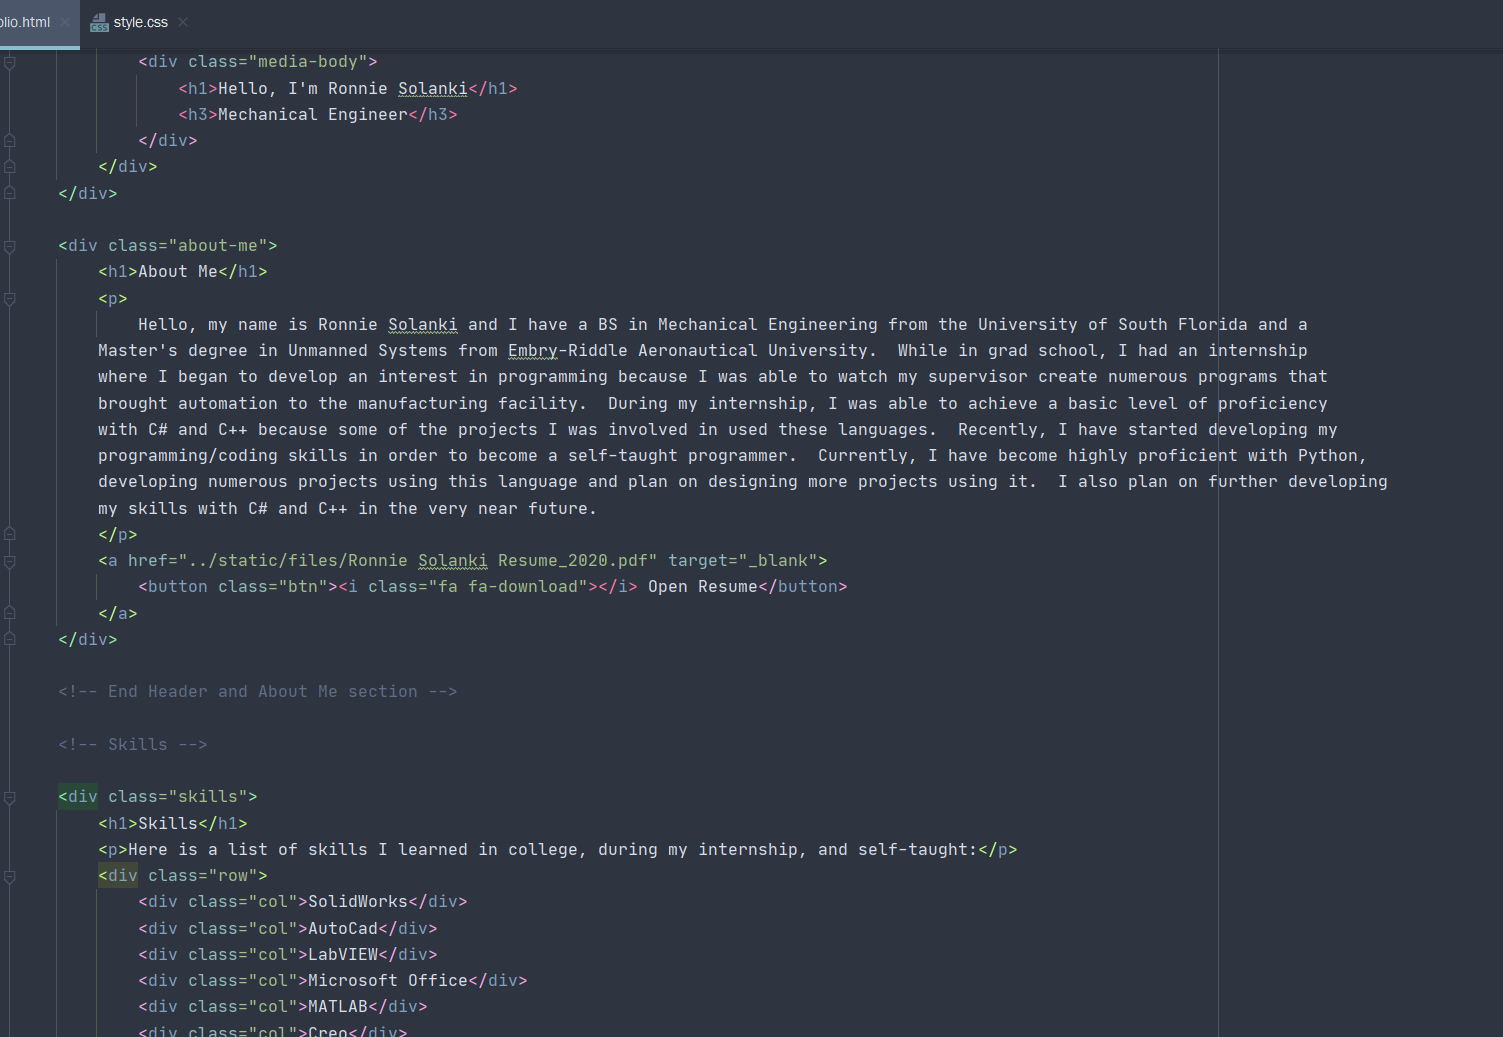 olio.html style.css
<div class="media-body">
<h1>Hello, I'm Ronnie Solanki</h1>
<h3>Mechanical Engineer</h3>
</div>
</div>
</div>
<div class="about-me">
<h1>About Me</h1>
<p>
Hello, my name is Ronnie Solanki and I have a BS in Mechanical Engineering from the University of South Florida and a
Master's degree in Unmanned Systems from Embry-Riddle Aeronautical University.  While in grad school, I had an internship
where I began to develop an interest in programming because I was able to watch my supervisor create numerous programs that
brought automation to the manufacturing facility.  During my internship, I was able to achieve a basic level of proficiency
with C# and C++ because some of the projects I was involved in used these languages.  Recently, I have started developing my
programming/coding skills in order to become a self-taught programmer.  Currently, I have become highly proficient with Python,
developing numerous projects using this language and plan on designing more projects using it.  I also plan on further developing
my skills with C# and C++ in the very near future.
</p>
<a href="../static/files/Ronnie Solanki Resume_2020.pdf" target="_blank">
<button class="btn"><i class="fa fa-download"></i> Open Resume</button>
</a>
</div>
<!-- End Header and About Me section -->
<!-- Skills -->
<div class="skills">
<h1>Skills</h1>
<p>Here is a list of skills I learned in college, during my internship, and self-taught:</p>
<div class="row">
<div class="col">SolidWorks</div>
<div class="col">AutoCad</div>
<div class="col">LabVIEW</div>
<div class="col">Microsoft Office</div>
<div class="col">MATLAB</div>
<div class="col">Creo</div>